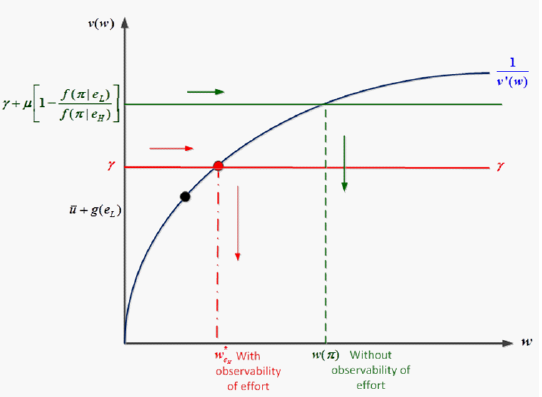 v(w)
1
v'(w)
γ + μ[1 - f(π|e_L) / f(π|e_H)]
γ
γ
ū + g(e_L)
w
w*_{e_H} With observability of effort
w(π) Without observability of effort